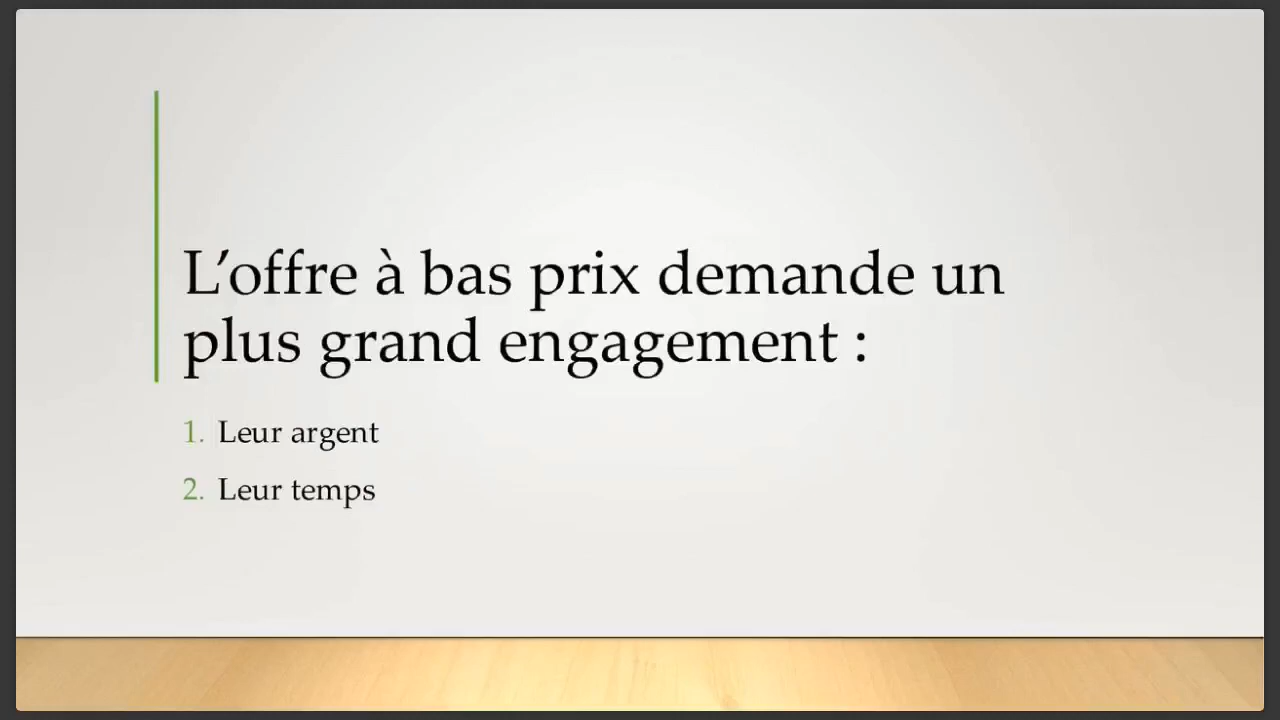 L’offre à bas prix demande un
plus grand engagement :
1. Leur argent
2. Leur temps